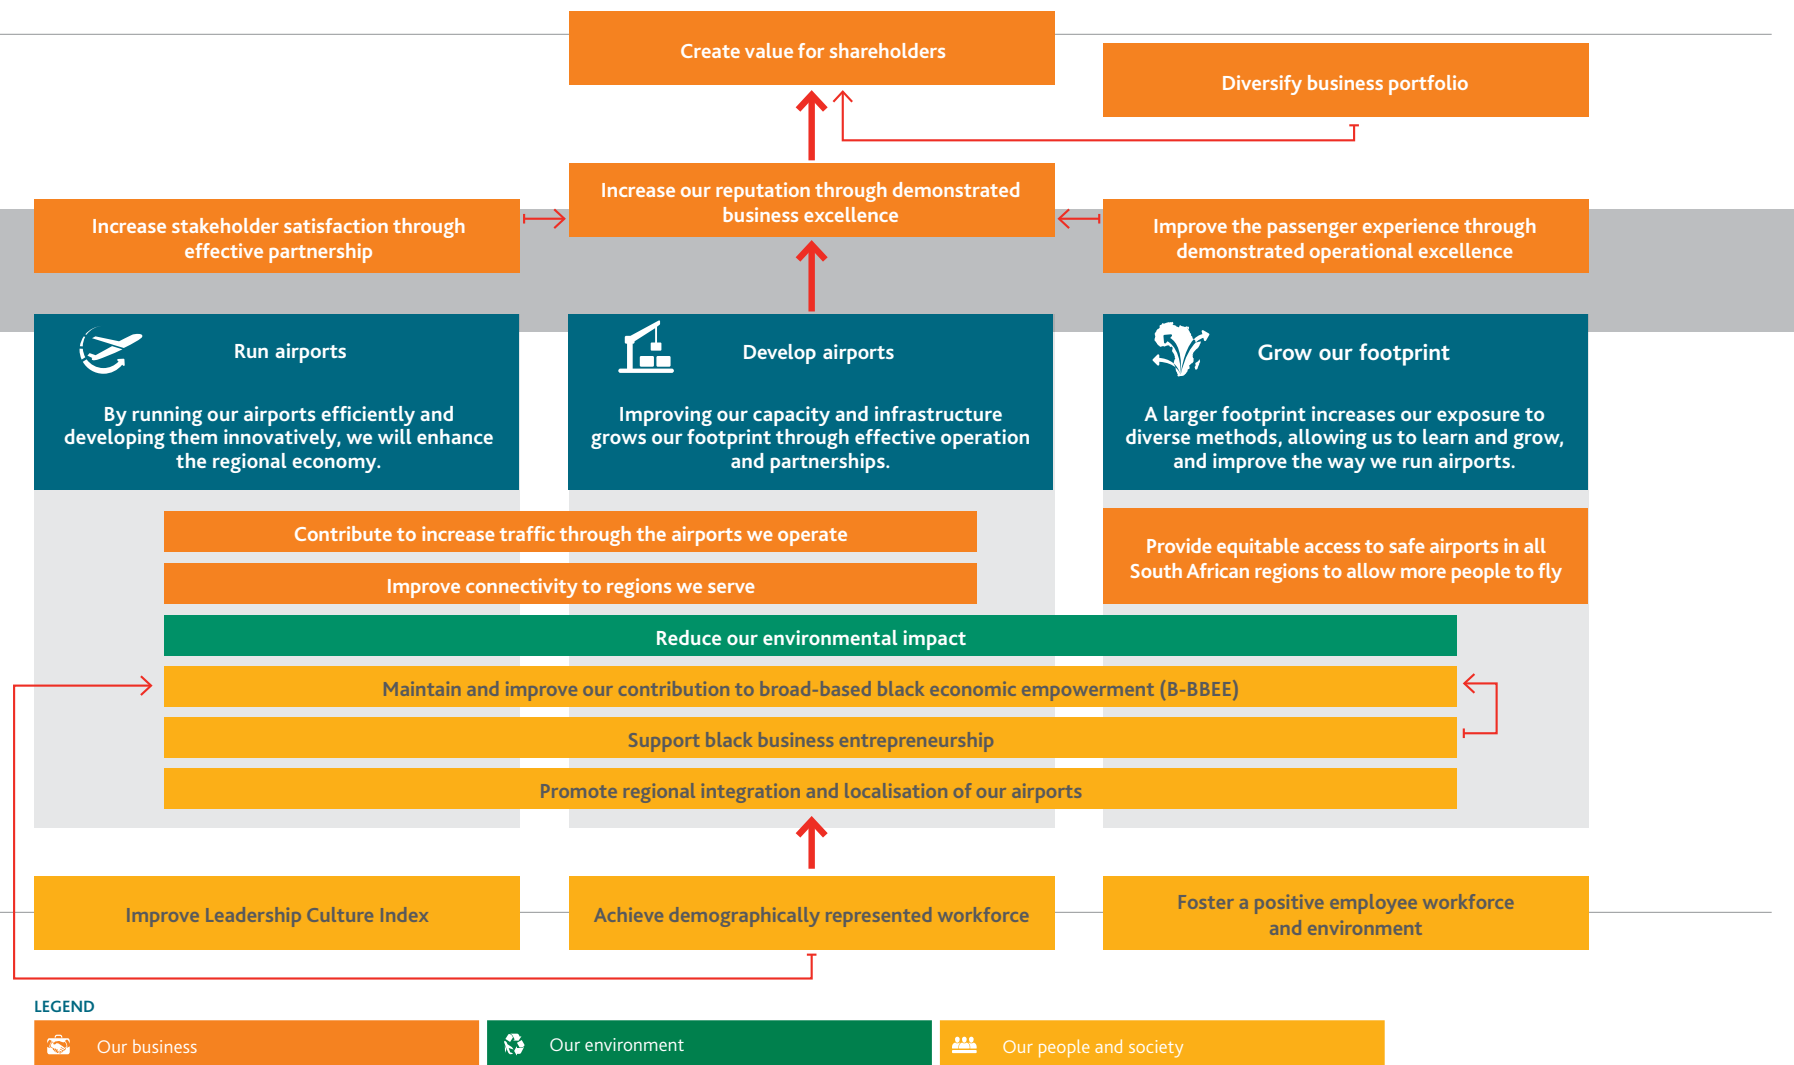 Create value for shareholders
Diversify business portfolio
Increase our reputation through demonstrated
business excellence
Increase stakeholder satisfaction through
effective partnership
Improve the passenger experience through
demonstrated operational excellence
Run airports
By running our airports efficiently and
developing them innovatively, we will enhance
the regional economy.
Develop airports
Improving our capacity and infrastructure
grows our footprint through effective operation
and partnerships.
Grow our footprint
A larger footprint increases our exposure to
diverse methods, allowing us to learn and grow,
and improve the way we run airports.
Contribute to increase traffic through the airports we operate
Improve connectivity to regions we serve
Provide equitable access to safe airports in all
South African regions to allow more people to fly
Reduce our environmental impact
Maintain and improve our contribution to broad-based black economic empowerment (B-BBEE)
Support black business entrepreneurship
Promote regional integration and localisation of our airports
Improve Leadership Culture Index
Achieve demographically represented workforce
Foster a positive employee workforce
and environment
LEGEND
Our business
Our environment
Our people and society